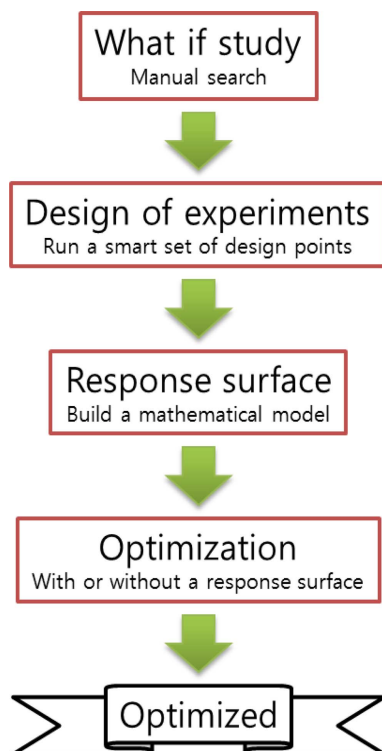 What if study
Manual search
Design of experiments
Run a smart set of design points
Response surface
Build a mathematical model
Optimization
With or without a response surface
Optimized